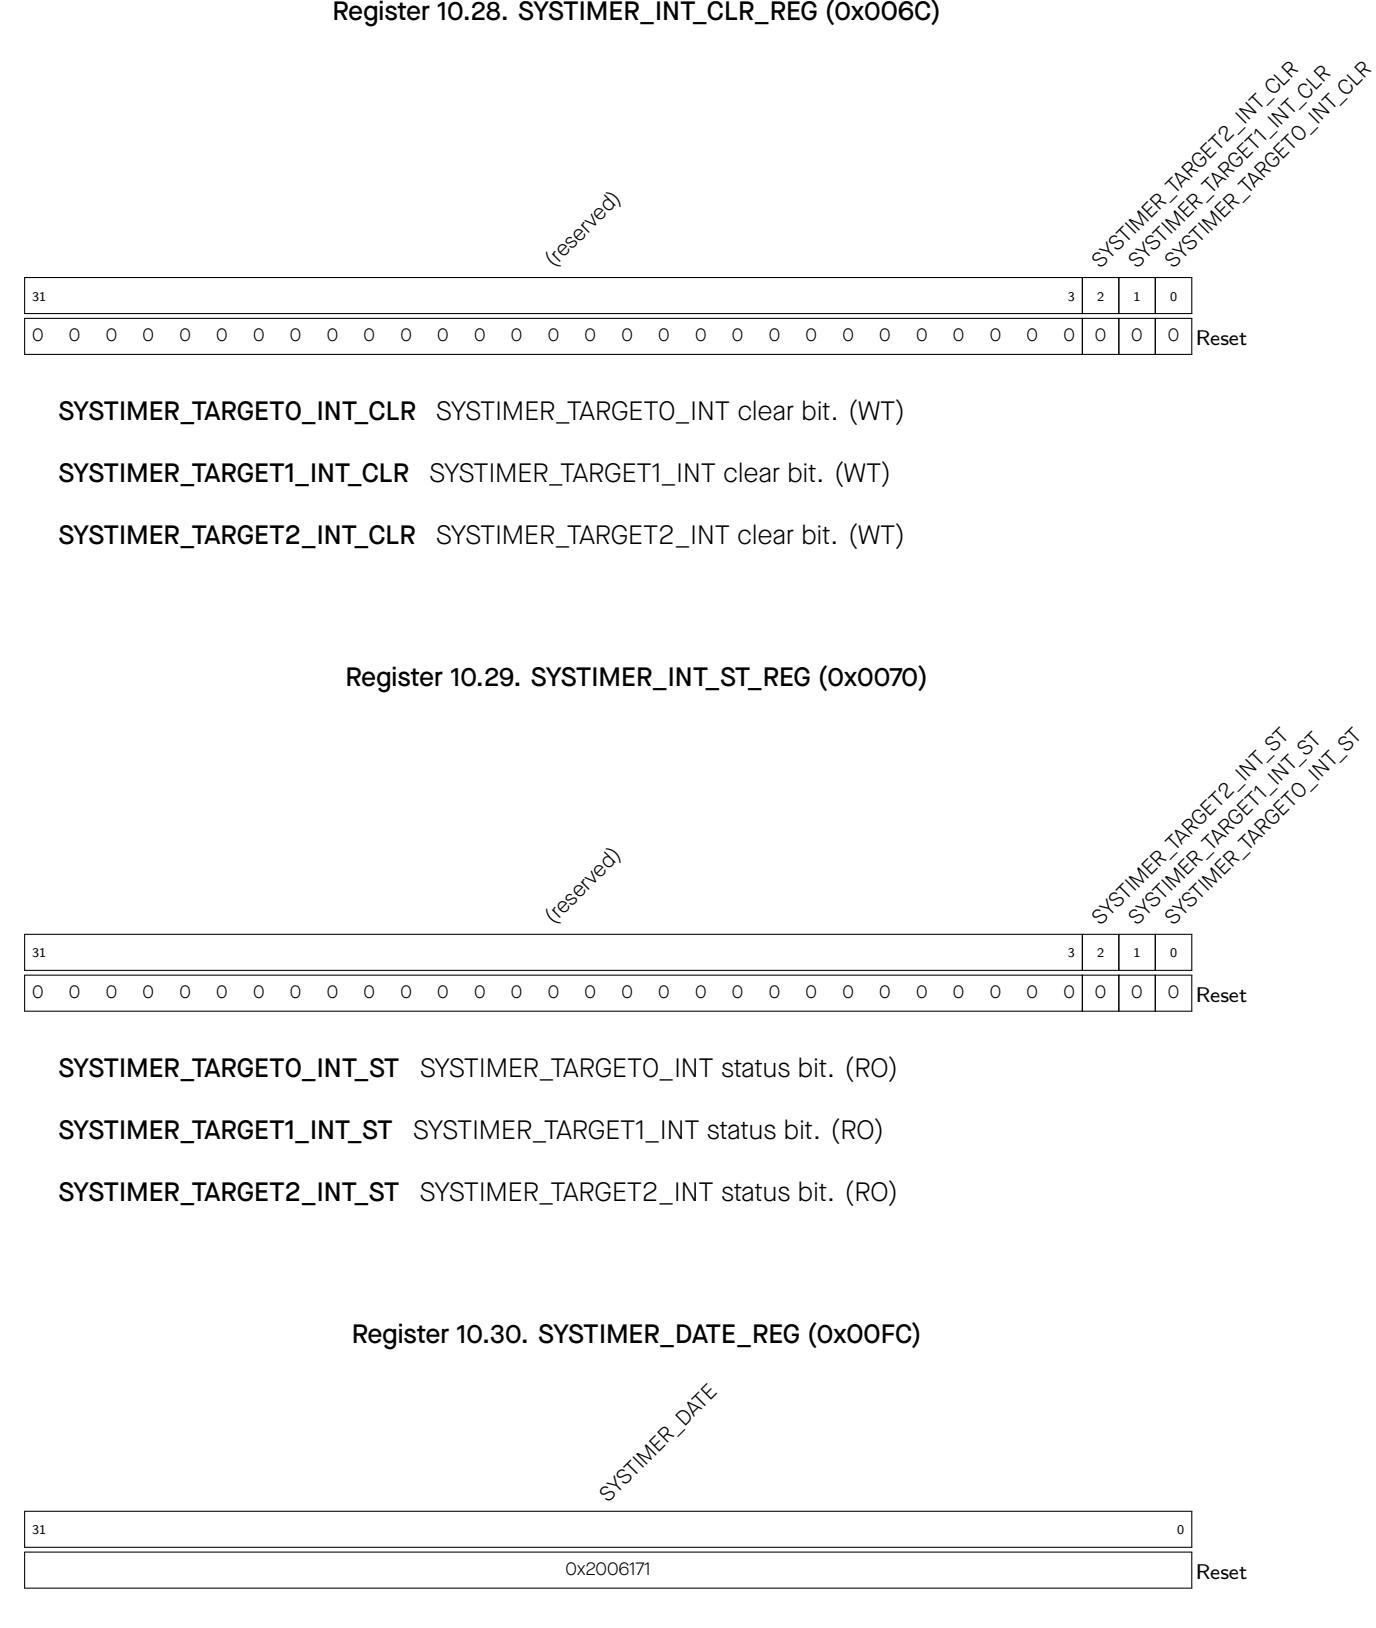 Register 10.28. SYSTIMER_INT_CLR_REG (0x006C)
(reserved)
SYSTIMER_TARGET2_INT_CLR
SYSTIMER_TARGET1_INT_CLR
SYSTIMER_TARGET0_INT_CLR
31 3 2 1 0
0 0 0 0 0 0 0 0 0 0 0 0 0 0 0 0 0 0 0 0 0 0 0 0 0 0 0 0 0 0 0 0 Reset
SYSTIMER_TARGET0_INT_CLR SYSTIMER_TARGET0_INT clear bit. (WT)
SYSTIMER_TARGET1_INT_CLR SYSTIMER_TARGET1_INT clear bit. (WT)
SYSTIMER_TARGET2_INT_CLR SYSTIMER_TARGET2_INT clear bit. (WT)
Register 10.29. SYSTIMER_INT_ST_REG (0x0070)
(reserved)
SYSTIMER_TARGET2_INT_ST
SYSTIMER_TARGET1_INT_ST
SYSTIMER_TARGET0_INT_ST
31 3 2 1 0
0 0 0 0 0 0 0 0 0 0 0 0 0 0 0 0 0 0 0 0 0 0 0 0 0 0 0 0 0 0 0 0 Reset
SYSTIMER_TARGET0_INT_ST SYSTIMER_TARGET0_INT status bit. (RO)
SYSTIMER_TARGET1_INT_ST SYSTIMER_TARGET1_INT status bit. (RO)
SYSTIMER_TARGET2_INT_ST SYSTIMER_TARGET2_INT status bit. (RO)
Register 10.30. SYSTIMER_DATE_REG (0x00FC)
SYSTIMER_DATE
31 0
0x2006171 Reset